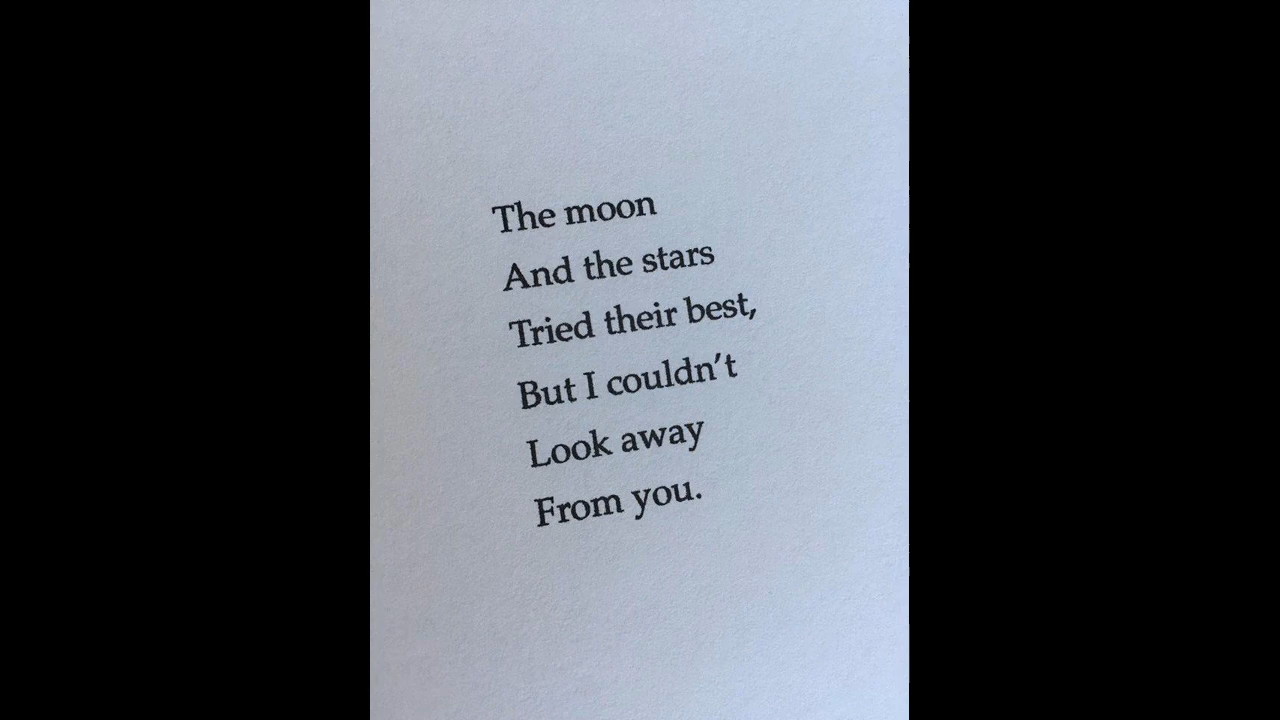 The moon
And the stars
Tried their best,
But I couldn’t
Look away
From you.